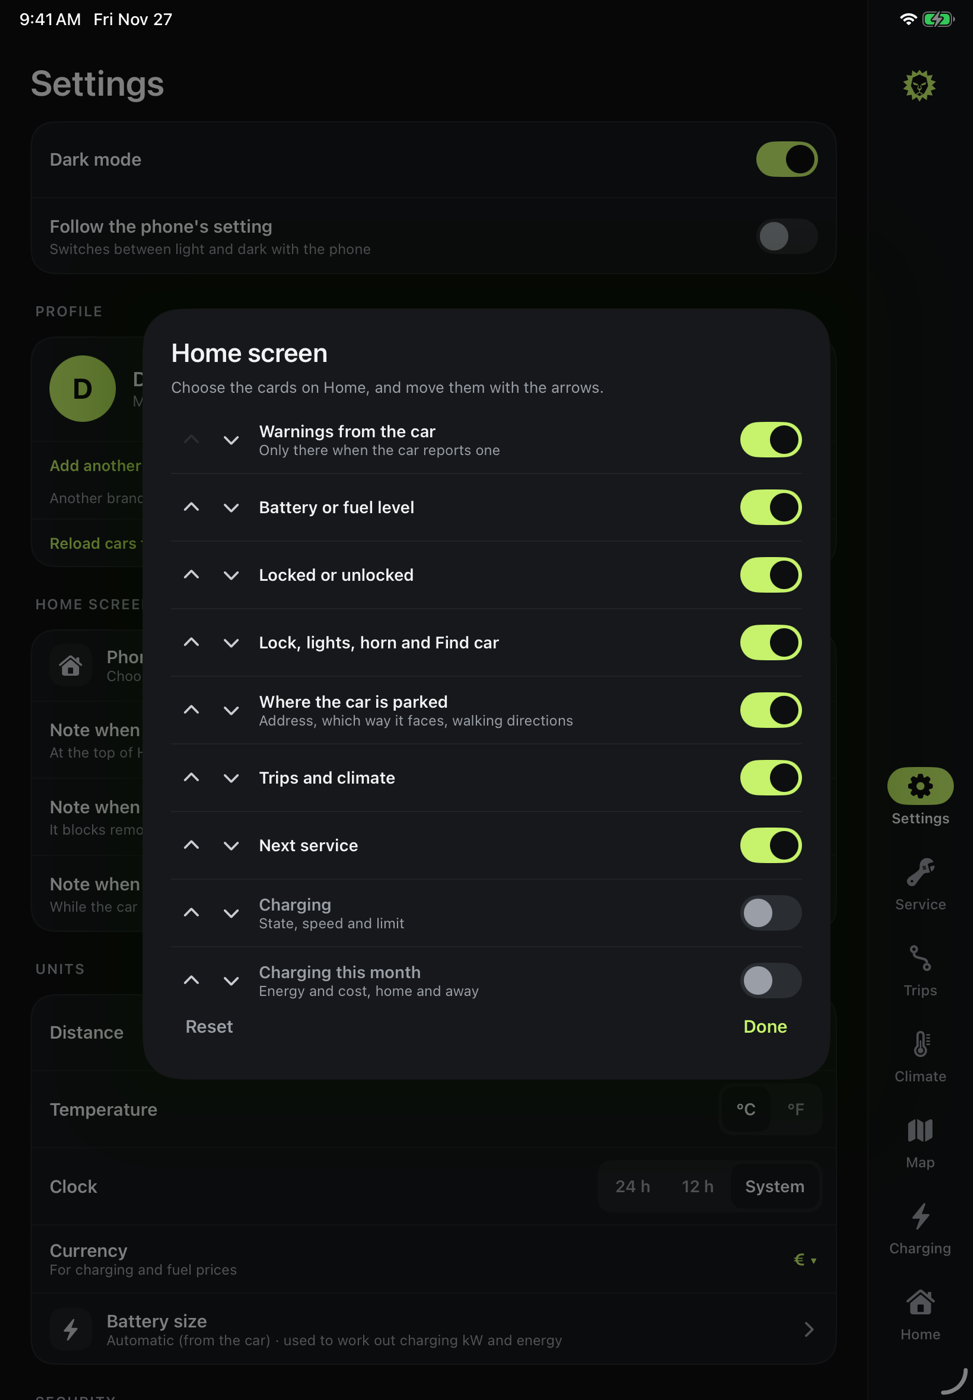 9:41 AM Fri Nov 27
Settings
Dark mode
Follow the phone's setting
Switches between light and dark with the phone
PROFILE
D
Home screen
Choose the cards on Home, and move them with the arrows.
Warnings from the car
Only there when the car reports one
Add another
Another
Battery or fuel level
Reload cars
Locked or unlocked
HOME
Lock, lights, horn and Find car
Where the car is parked
Address, which way it faces, walking directions
Note when
At the top of
Trips and climate
Note when
It blocks
Next service
Note when
While the car
Charging
State, speed and limit
Charging this month
Energy and cost, home and away
Reset
Done
UNITS
Distance
Temperature
°C °F
Clock
24 h 12 h System
Currency
For charging and fuel prices
€
Battery size
Automatic (from the car) · used to work out charging kW and energy
Settings
Service
Trips
Climate
Map
Charging
Home